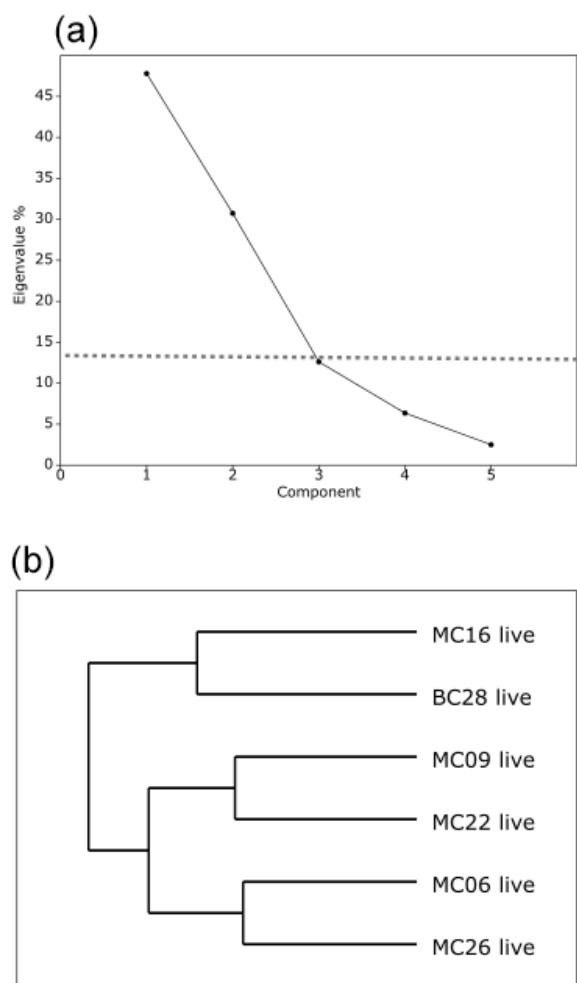 (a)
Eigenvalue %
45
40
35
30
25
20
15
10
5
0
0 1 2 3 4 5
Component
(b)
MC16 live
BC28 live
MC09 live
MC22 live
MC06 live
MC26 live